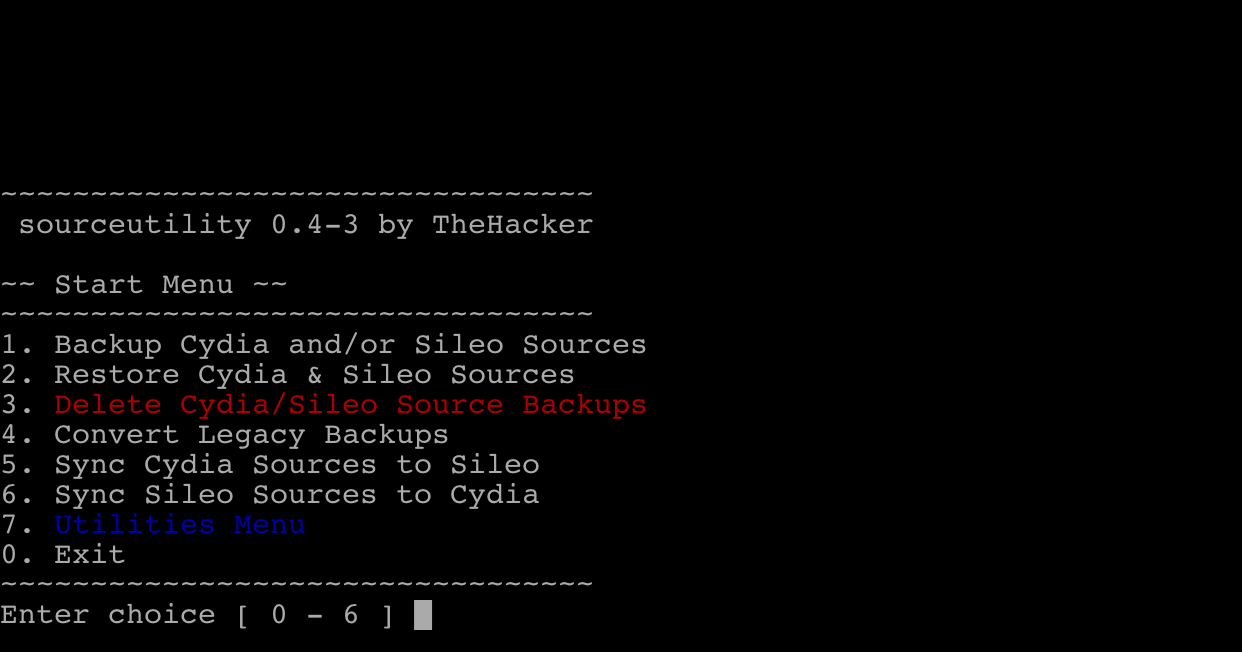 ~~~~~~~~~~~~~~~~~~~~~~~~~~~~~~~~~
sourceutility 0.4-3 by TheHacker
~~ Start Menu ~~
~~~~~~~~~~~~~~~~~~~~~~~~~~~~~~~~~
1. Backup Cydia and/or Sileo Sources
2. Restore Cydia & Sileo Sources
3. Delete Cydia/Sileo Source Backups
4. Convert Legacy Backups
5. Sync Cydia Sources to Sileo
6. Sync Sileo Sources to Cydia
7. Utilities Menu
0. Exit
~~~~~~~~~~~~~~~~~~~~~~~~~~~~~~~~~
Enter choice [ 0 - 6 ]